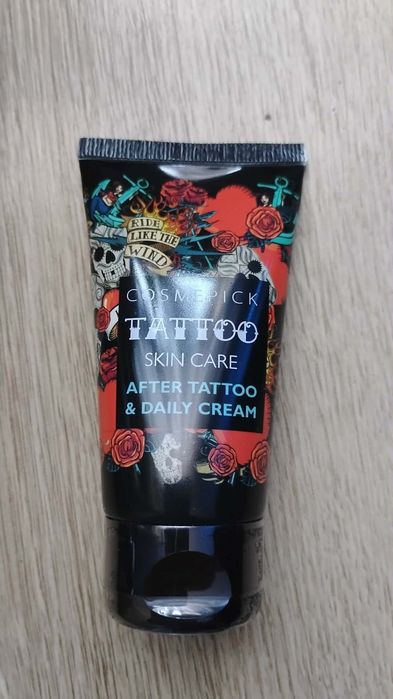 RIDE
LIKE THE
WIND
COSMEPICK
TATTOO
SKIN CARE
AFTER TATTOO
& DAILY CREAM